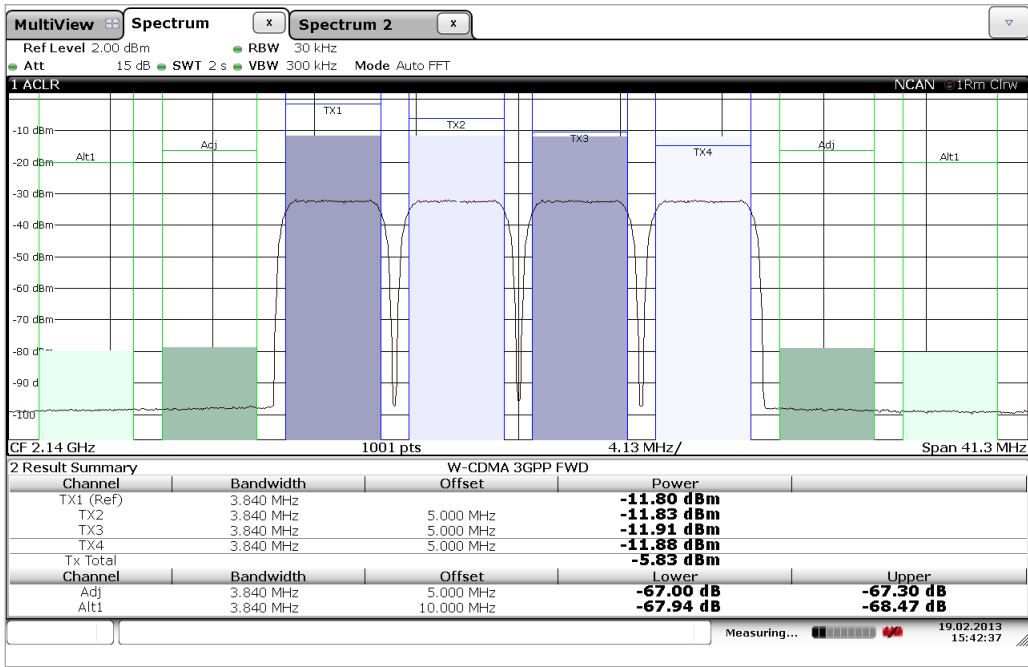 MultiView Spectrum X Spectrum 2 X
Ref Level 2.00 dBm RBW 30 kHz
Att 15 dB SWT 2 s VBW 300 kHz Mode Auto FFT
1 ACLR NCAN 1Rm Clrw
TX1
TX2
-10 dBm
TX3
Adj Adj
TX4
Alt1 Alt1
-20 dBm
-30 dBm
-40 dBm
-50 dBm
-60 dBm
-70 dBm
-80 d
-90 d
-100
CF 2.14 GHz 1001 pts 4.13 MHz/ Span 41.3 MHz
2 Result Summary W-CDMA 3GPP FWD
Channel Bandwidth Offset Power
TX1 (Ref) 3.840 MHz -11.80 dBm
TX2 3.840 MHz 5.000 MHz -11.83 dBm
TX3 3.840 MHz 5.000 MHz -11.91 dBm
TX4 3.840 MHz 5.000 MHz -11.88 dBm
Tx Total -5.83 dBm
Channel Bandwidth Offset Lower Upper
Adj 3.840 MHz 5.000 MHz -67.00 dB -67.30 dB
Alt1 3.840 MHz 10.000 MHz -67.94 dB -68.47 dB
Measuring... 19.02.2013
15:42:37